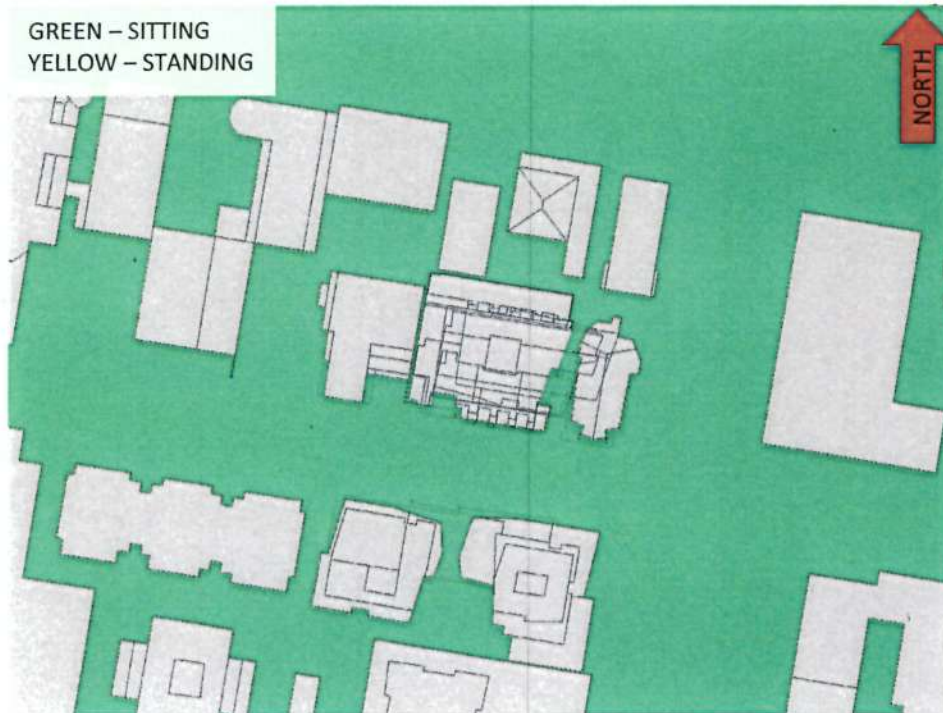 GREEN – SITTING
YELLOW – STANDING
NORTH